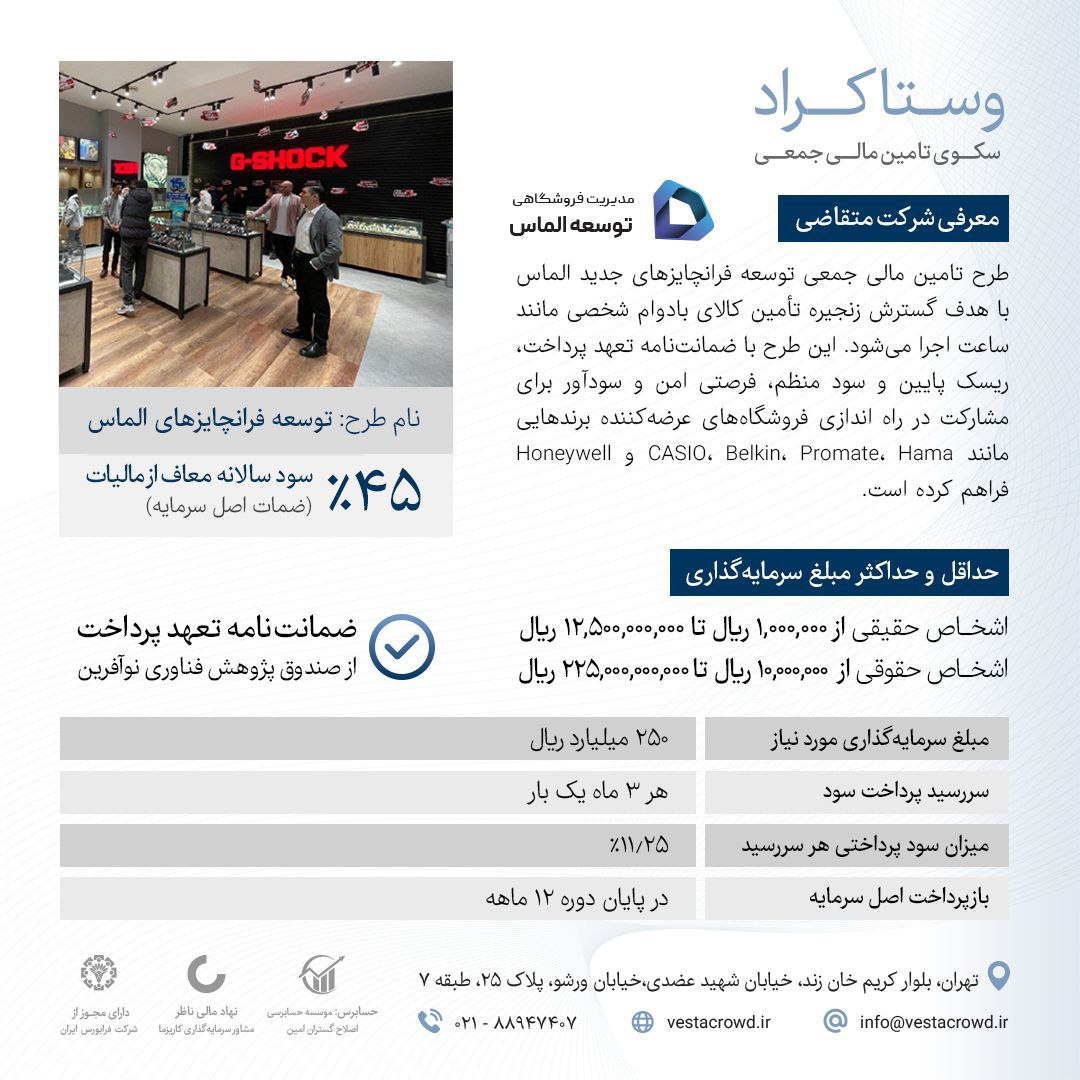 وستاکراد
سکوی تامین مالی جمعی
معرفی شرکت متقاضی
مدیریت فروشگاهی
توسعه الماس
طرح تامین مالی جمعی توسعه فرانچایزهای جدید الماس
با هدف گسترش زنجیره تأمین کالای بادوام شخصی مانند
ساعت اجرا می‌شود. این طرح با ضمانت‌نامه تعهد پرداخت،
ریسک پایین و سود منظم، فرصتی امن و سودآور برای
مشارکت در راه اندازی فروشگاه‌های عرضه‌کننده برندهایی
مانند CASIO، Belkin، Promate، Hama و Honeywell
فراهم کرده است.
G-SHOCK
نام طرح: توسعه فرانچایزهای الماس
٪۴۵ سود سالانه معاف از مالیات
(ضمات اصل سرمایه)
حداقل و حداکثر مبلغ سرمایه‌گذاری
اشخاص حقیقی از ۱,۰۰۰,۰۰۰ ریال تا ۱۲,۵۰۰,۰۰۰,۰۰۰ ریال
اشخاص حقوقی از ۱۰,۰۰۰,۰۰۰ ریال تا ۲۲۵,۰۰۰,۰۰۰,۰۰۰ ریال
ضمانت‌نامه تعهد پرداخت
از صندوق پژوهش فناوری نوآفرین
مبلغ سرمایه‌گذاری مورد نیاز ۲۵۰ میلیارد ریال
سررسید پرداخت سود هر ۳ ماه یک بار
میزان سود پرداختی هر سررسید ٪۱۱/۲۵
بازپرداخت اصل سرمایه در پایان دوره ۱۲ ماهه
تهران، بلوار کریم خان زند، خیابان شهید عضدی،خیابان ورشو، پلاک ۲۵، طبقه ۷
info@vestacrowd.ir
vestacrowd.ir
۰۲۱ - ۸۸۹۴۷۴۰۷
حسابرس: موسسه حسابرسی
اصلاح گستران امین
نهاد مالی ناظر
مشاور سرمایه‌گذاری کاریزما
دارای مجوز از
شرکت فرابورس ایران